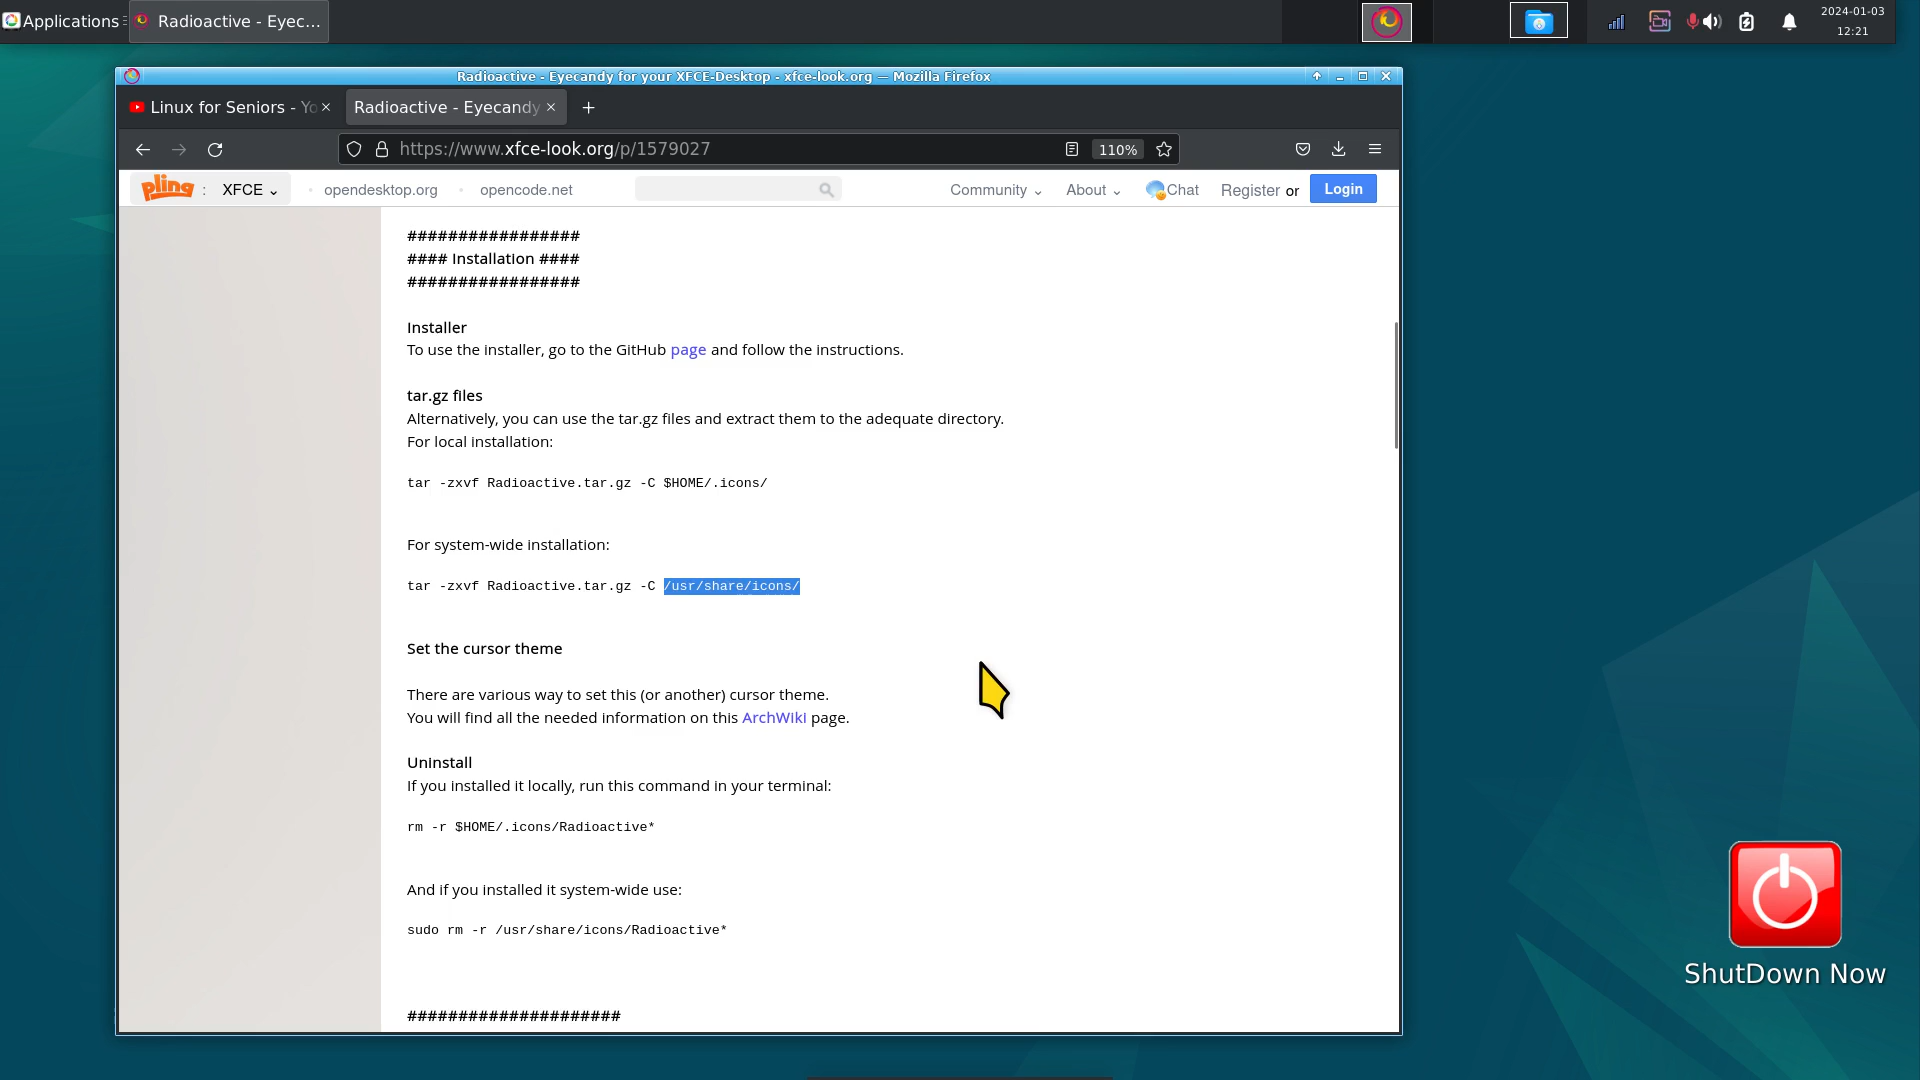 Applications
Radioactive - Eyec...
2024-01-03
12:21
Radioactive - Eyecandy for your XFCE-Desktop - xfce-look.org — Mozilla Firefox
Linux for Seniors - Yo
Radioactive - Eyecandy
https://www.xfce-look.org/p/1579027
110%
pling : XFCE
opendesktop.org
opencode.net
Community
About
Chat
Register or
Login
#################
#### Installation ####
#################
Installer
To use the installer, go to the GitHub page and follow the instructions.
tar.gz files
Alternatively, you can use the tar.gz files and extract them to the adequate directory.
For local installation:
tar -zxvf Radioactive.tar.gz -C $HOME/.icons/
For system-wide installation:
tar -zxvf Radioactive.tar.gz -C /usr/share/icons/
Set the cursor theme
There are various way to set this (or another) cursor theme.
You will find all the needed information on this ArchWiki page.
Uninstall
If you installed it locally, run this command in your terminal:
rm -r $HOME/.icons/Radioactive*
And if you installed it system-wide use:
sudo rm -r /usr/share/icons/Radioactive*
#####################
ShutDown Now